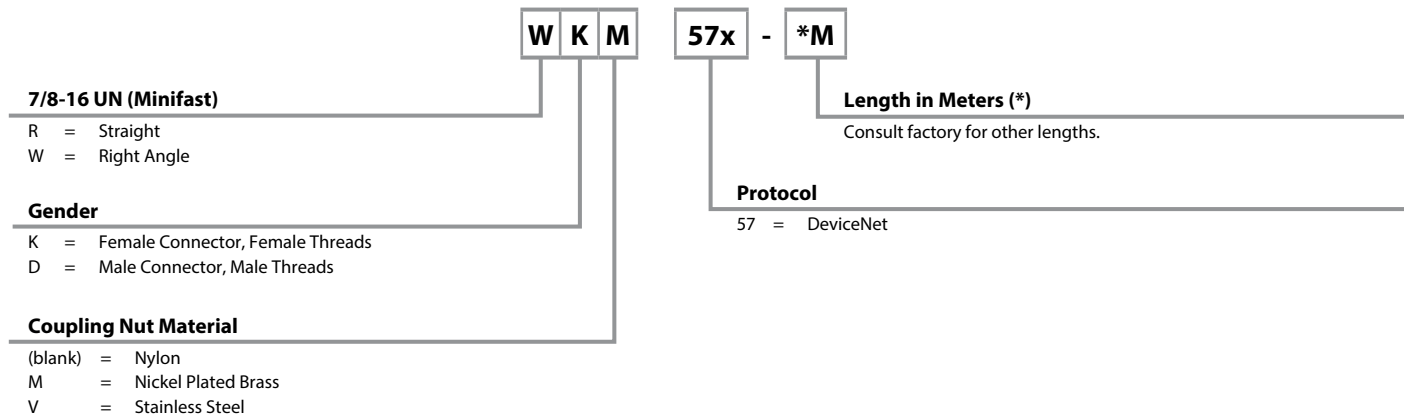 W K M 57x - *M
7/8-16 UN (Minifast)
R = Straight
W = Right Angle
Gender
K = Female Connector, Female Threads
D = Male Connector, Male Threads
Coupling Nut Material
(blank) = Nylon
M = Nickel Plated Brass
V = Stainless Steel
Length in Meters (*)
Consult factory for other lengths.
Protocol
57 = DeviceNet